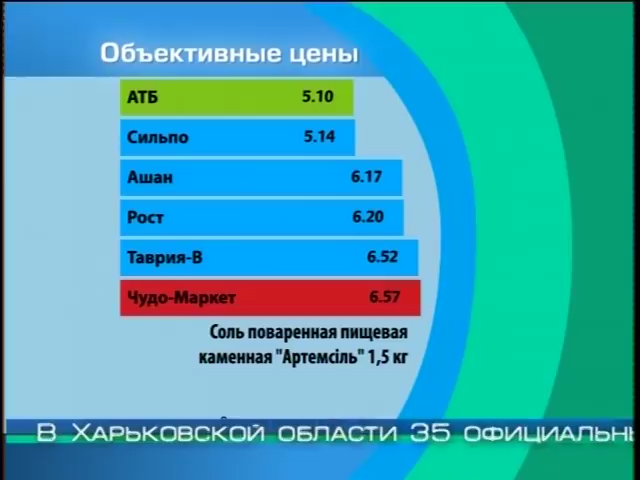 Объективные цены
АТБ 5.10
Сильпо 5.14
Ашан 6.17
Рост 6.20
Таврия-В 6.52
Чудо-Маркет 6.57
Соль поваренная пищевая
каменная "Артемсіль" 1,5 кг
В Харьковской области 35